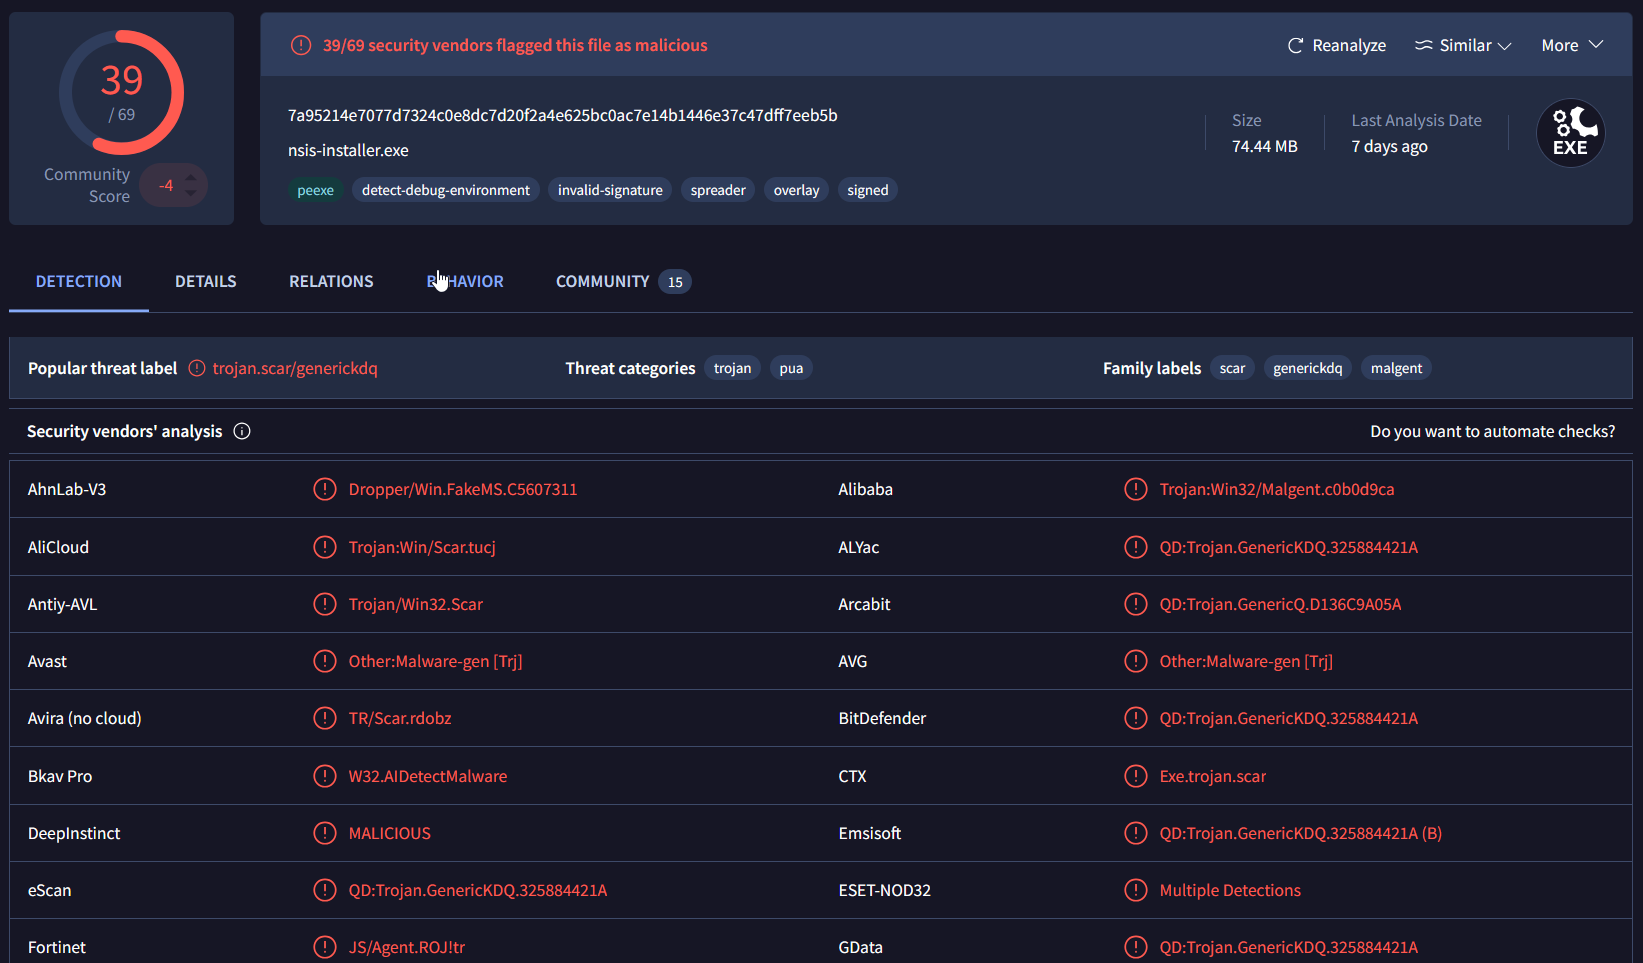 39
/ 69
Community Score
-4
39/69 security vendors flagged this file as malicious
Reanalyze
Similar
More
7a95214e7077d7324c0e8dc7d20f2a4e625bc0ac7e14b1446e37c47dff7eeb5b
nsis-installer.exe
peexe
detect-debug-environment
invalid-signature
spreader
overlay
signed
Size
74.44 MB
Last Analysis Date
7 days ago
EXE
DETECTION
DETAILS
RELATIONS
BEHAVIOR
COMMUNITY
15
Popular threat label
trojan.scar/generickdq
Threat categories
trojan
pua
Family labels
scar
generickdq
malgent
Security vendors' analysis
Do you want to automate checks?
AhnLab-V3
Dropper/Win.FakeMS.C5607311
Alibaba
Trojan:Win32/Malgent.c0b0d9ca
AliCloud
Trojan:Win/Scar.tucj
ALYac
QD:Trojan.GenericKDQ.325884421A
Antiy-AVL
Trojan/Win32.Scar
Arcabit
QD:Trojan.GenericQ.D136C9A05A
Avast
Other:Malware-gen [Trj]
AVG
Other:Malware-gen [Trj]
Avira (no cloud)
TR/Scar.rdobz
BitDefender
QD:Trojan.GenericKDQ.325884421A
Bkav Pro
W32.AIDetectMalware
CTX
Exe.trojan.scar
DeepInstinct
MALICIOUS
Emsisoft
QD:Trojan.GenericKDQ.325884421A (B)
eScan
QD:Trojan.GenericKDQ.325884421A
ESET-NOD32
Multiple Detections
Fortinet
JS/Agent.ROJ!tr
GData
QD:Trojan.GenericKDQ.325884421A